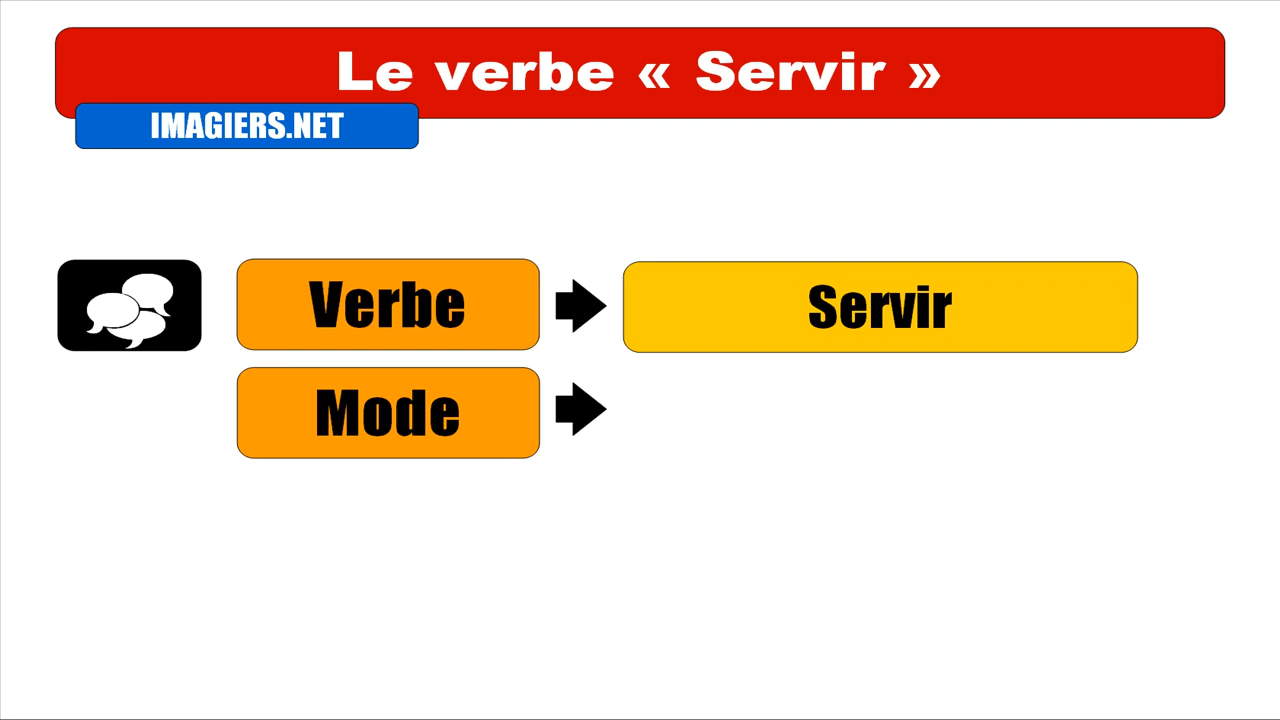 Le verbe « Servir »
IMAGIERS.NET
Verbe
Servir
Mode